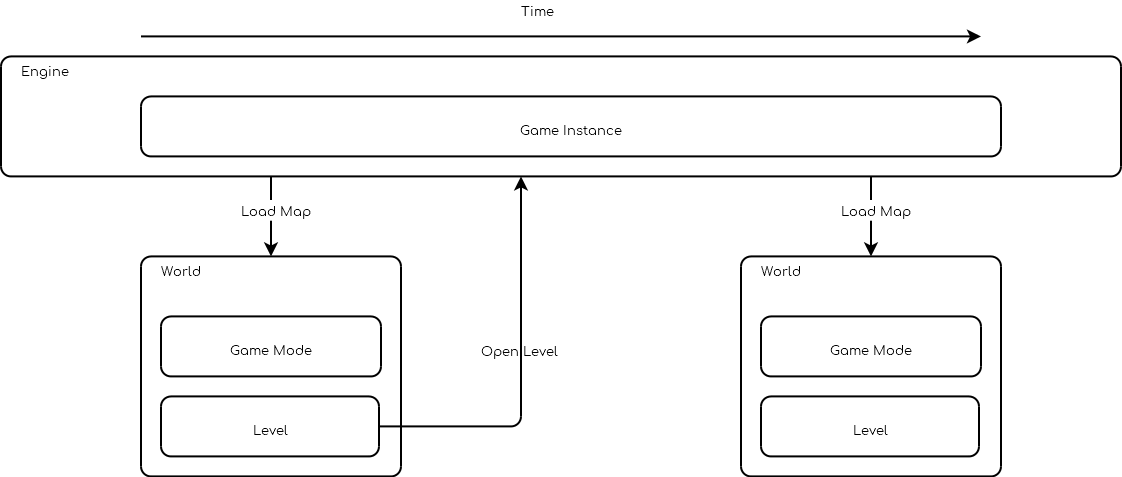 Time
Engine
Game Instance
Load Map
Load Map
World
World
Game Mode
Open Level
Game Mode
Level
Level